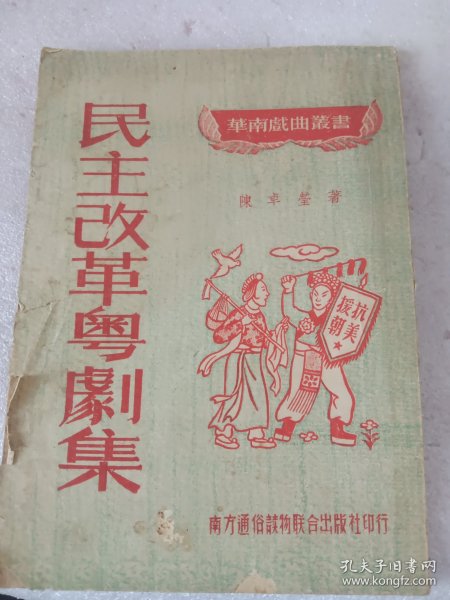 華南戲曲叢書
陳卓瑩著
民主改革粵劇集
抗美
援朝
南方通俗讀物联合出版社印行
孔夫子旧书网
www.kongfz.com